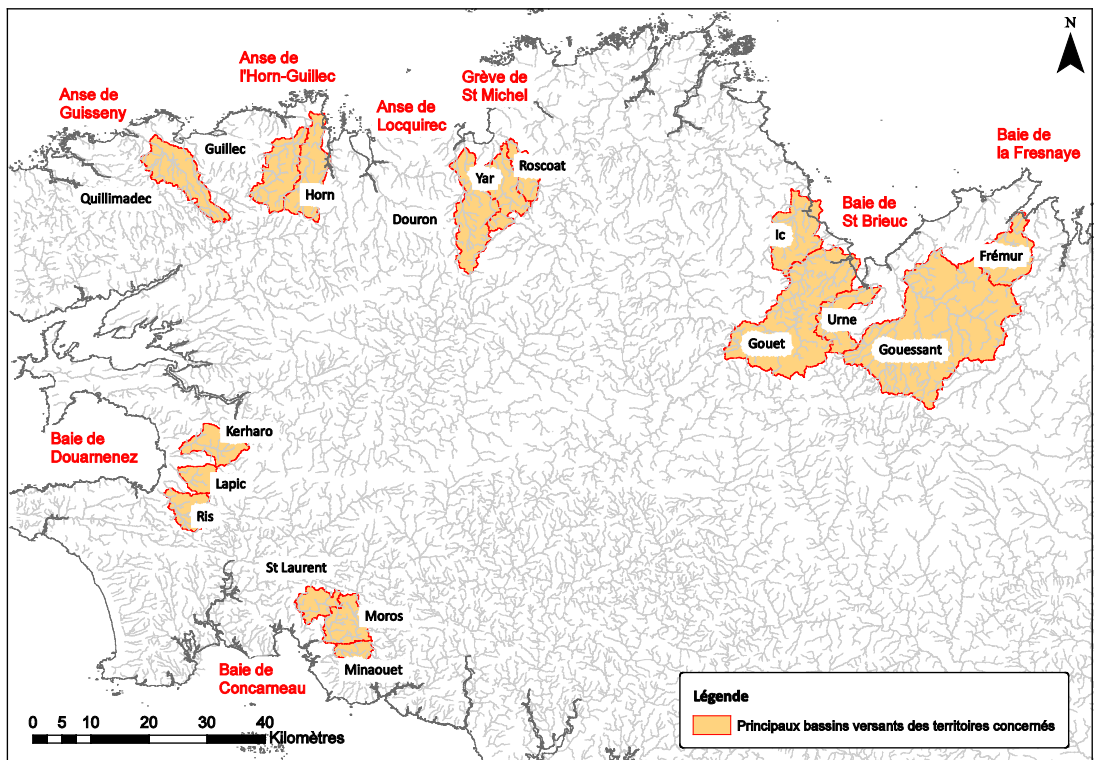 N
Anse de
l'Horn-Guillec
Grève de
St Michel
Anse de
Guisseny
Anse de
Locquirec
Baie de
la Fresnaye
Guillec
Roscoat
Yar
Quillimadec
Horn
Baie de
St Brieuc
Douron
Ic
Frémur
Urne
Gouet
Gouessant
Kerharo
Baie de
Douarnenez
Lapic
Ris
St Laurent
Moros
Baie de
Concarneau
Minaouet
Légende
Principaux bassins versants des territoires concernés
0 5 10 20 30 40
Kilomètres